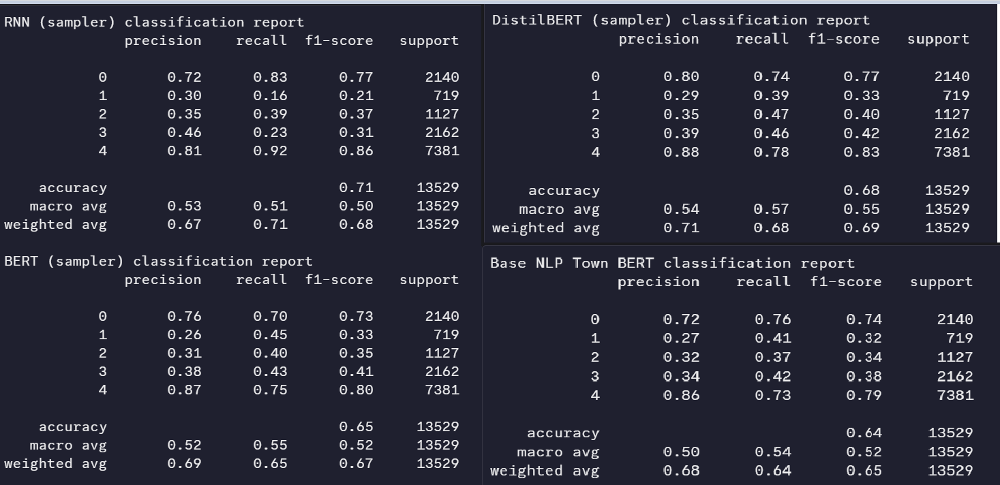 RNN (sampler) classification report
precision recall f1-score support
0 0.72 0.83 0.77 2140
1 0.30 0.16 0.21 719
2 0.35 0.39 0.37 1127
3 0.46 0.23 0.31 2162
4 0.81 0.92 0.86 7381
accuracy 0.71 13529
macro avg 0.53 0.51 0.50 13529
weighted avg 0.67 0.71 0.68 13529
DistilBERT (sampler) classification report
precision recall f1-score support
0 0.80 0.74 0.77 2140
1 0.29 0.39 0.33 719
2 0.35 0.47 0.40 1127
3 0.39 0.46 0.42 2162
4 0.88 0.78 0.83 7381
accuracy 0.68 13529
macro avg 0.54 0.57 0.55 13529
weighted avg 0.71 0.68 0.69 13529
BERT (sampler) classification report
precision recall f1-score support
0 0.76 0.70 0.73 2140
1 0.26 0.45 0.33 719
2 0.31 0.40 0.35 1127
3 0.38 0.43 0.41 2162
4 0.87 0.75 0.80 7381
accuracy 0.65 13529
macro avg 0.52 0.55 0.52 13529
weighted avg 0.69 0.65 0.67 13529
Base NLP Town BERT classification report
precision recall f1-score support
0 0.72 0.76 0.74 2140
1 0.27 0.41 0.32 719
2 0.32 0.37 0.34 1127
3 0.34 0.42 0.38 2162
4 0.86 0.73 0.79 7381
accuracy 0.64 13529
macro avg 0.50 0.54 0.52 13529
weighted avg 0.68 0.64 0.65 13529